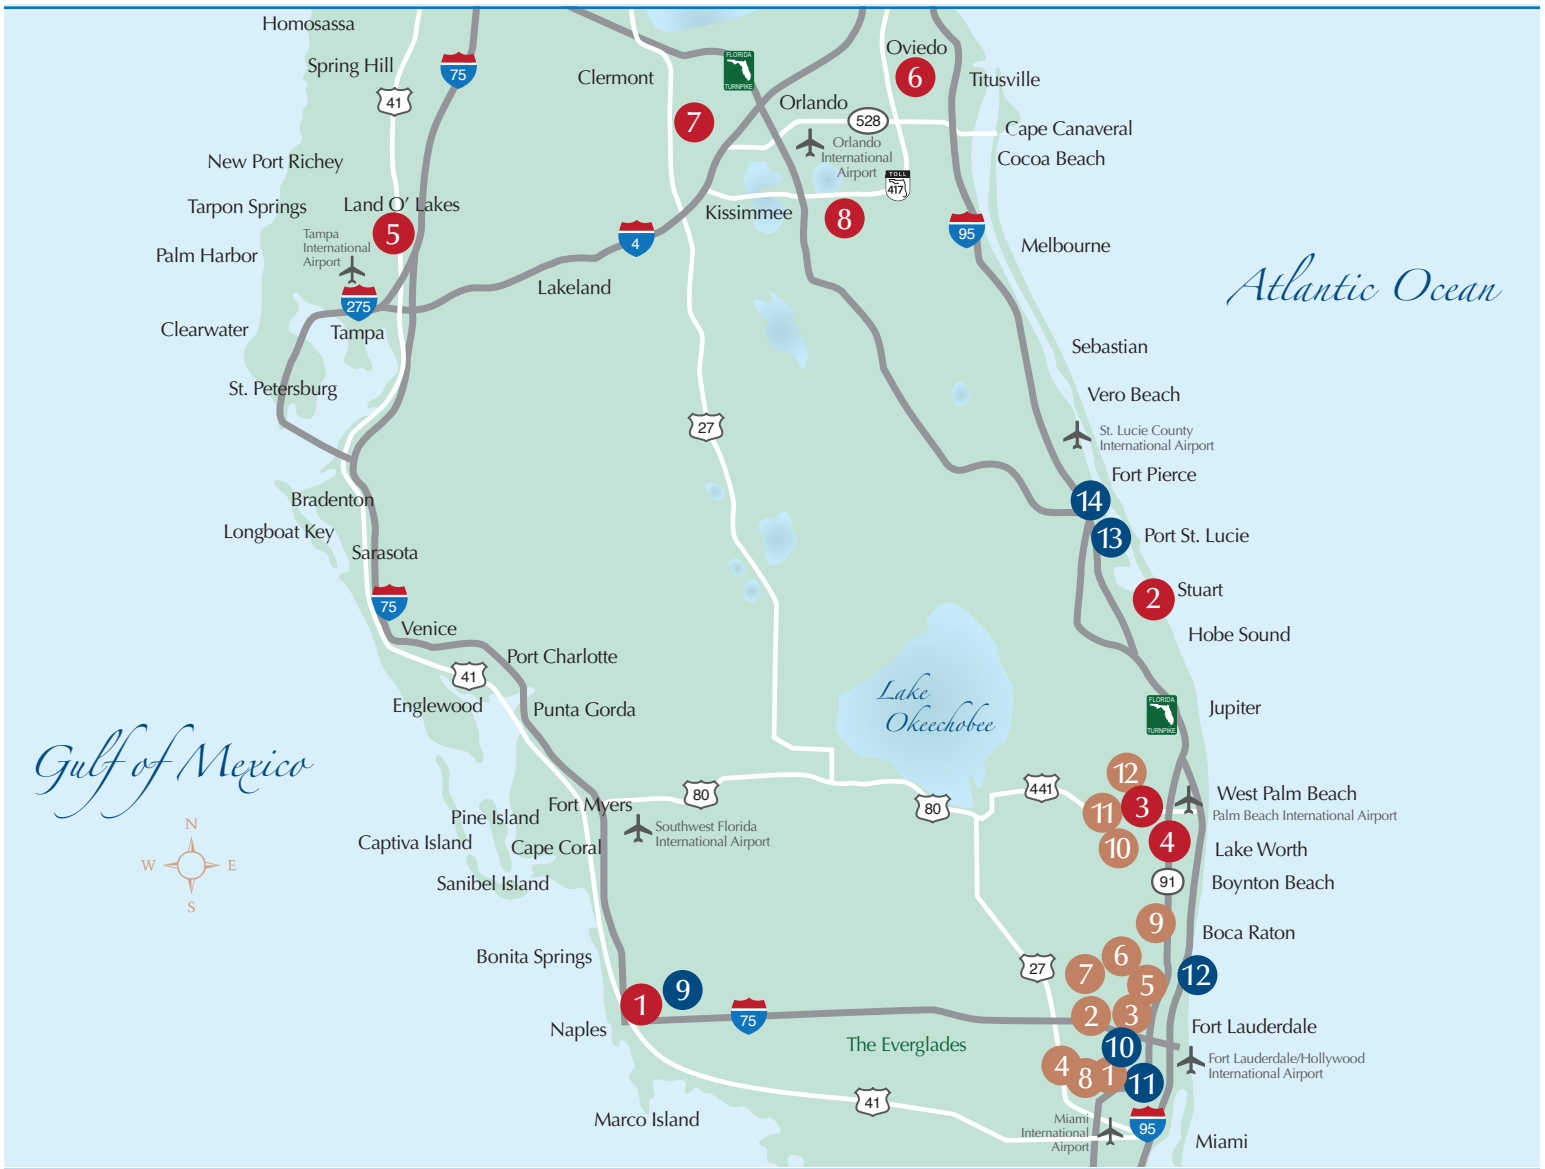 Homosassa
Spring Hill
75
41
Clermont
FLORIDA
TURNPIKE
Oviedo
6
Titusville
7
Orlando
528
Cape Canaveral
Orlando
International
Airport
Cocoa Beach
New Port Richey
TOLL
417
Tarpon Springs
Land O' Lakes
5
Kissimmee
8
Tampa
International
Airport
4
95
Melbourne
Palm Harbor
Lakeland
Atlantic Ocean
275
Clearwater
Tampa
Sebastian
St. Petersburg
Vero Beach
27
St. Lucie County
International Airport
Fort Pierce
14
Bradenton
Longboat Key
13
Port St. Lucie
Sarasota
75
2
Stuart
Venice
Hobe Sound
Port Charlotte
41
Englewood
Punta Gorda
Lake
Okeechobee
FLORIDA
TURNPIKE
Jupiter
Gulf of Mexico
12
Fort Myers
80
80
441
11
3
West Palm Beach
Palm Beach International Airport
Pine Island
Southwest Florida
International Airport
Captiva Island
Cape Coral
10
4
Lake Worth
N
W
E
S
Sanibel Island
91
Boynton Beach
9
Boca Raton
Bonita Springs
27
6
7
5
12
1
9
75
2
3
Naples
Fort Lauderdale
The Everglades
10
Fort Lauderdale/Hollywood
International Airport
4
8
1
11
41
Marco Island
Miami
International
Airport
95
Miami